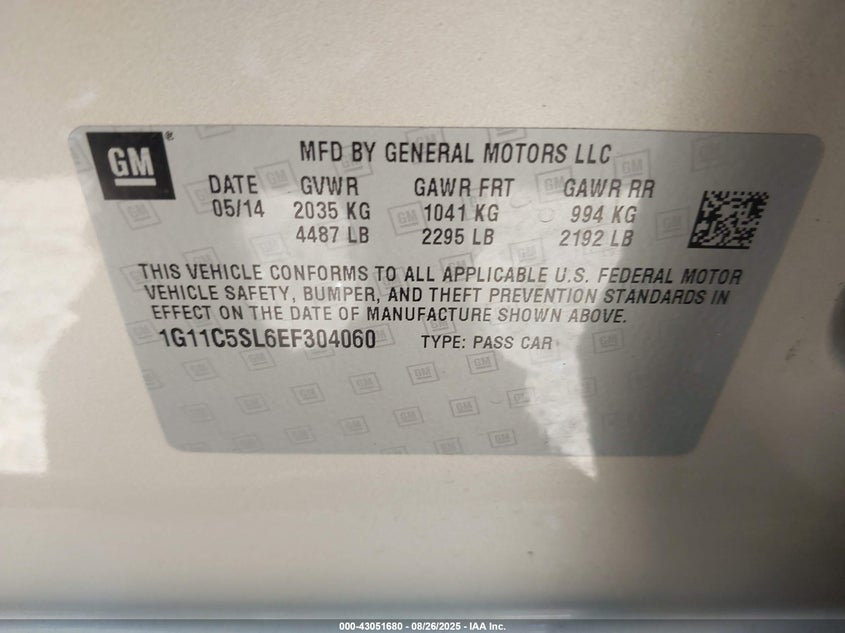 GM®
MFD BY GENERAL MOTORS LLC
DATE GVWR GAWR FRT GAWR RR
05/14 2035 KG 1041 KG 994 KG
4487 LB 2295 LB 2192 LB
THIS VEHICLE CONFORMS TO ALL APPLICABLE U.S. FEDERAL MOTOR
VEHICLE SAFETY, BUMPER, AND THEFT PREVENTION STANDARDS IN
EFFECT ON THE DATE OF MANUFACTURE SHOWN ABOVE.
1G11C5SL6EF304060 TYPE: PASS CAR
000-43051680 - 08/26/2025 - IAA Inc.